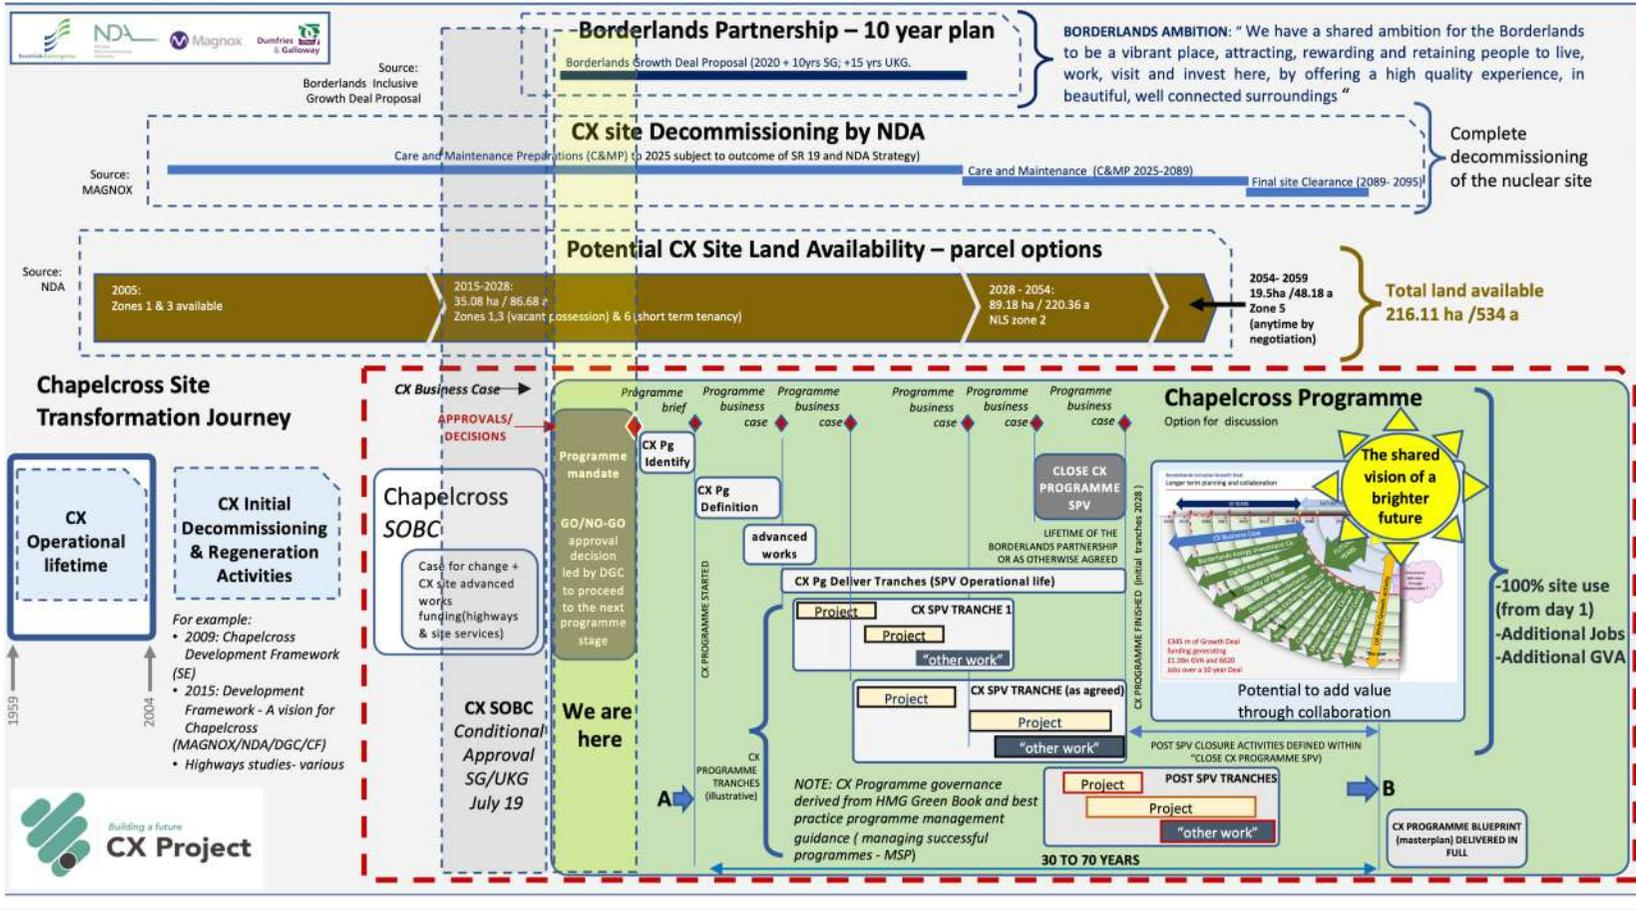 NDA
Magnox
Dumfries
& Galloway
Borderlands Partnership – 10 year plan
Borderlands Growth Deal Proposal (2020 + 10yrs SG; +15 yrs UKG.
Source:
Borderlands Inclusive
Growth Deal Proposal
BORDERLANDS AMBITION: “ We have a shared ambition for the Borderlands
to be a vibrant place, attracting, rewarding and retaining people to live,
work, visit and invest here, by offering a high quality experience, in
beautiful, well connected surroundings “
CX site Decommissioning by NDA
Care and Maintenance Preparations (C&MP) to 2025 subject to outcome of SR 19 and NDA Strategy)
Source:
MAGNOX
Care and Maintenance (C&MP 2025-2089)
Final site Clearance (2089- 2095)
Complete
decommissioning
of the nuclear site
Potential CX Site Land Availability – parcel options
Source:
NDA
2005:
Zones 1 & 3 available
2015-2028:
35.08 ha / 86.68 a
Zones 1,3 (vacant possession) & 6 (short term tenancy)
2028 - 2054:
89.18 ha / 220.36 a
NLS zone 2
2054- 2059
19.5ha /48.18 a
Zone 5
(anytime by
negotiation)
Total land available
216.11 ha /534 a
Chapelcross Site
Transformation Journey
CX
Operational
lifetime
1959
2004
CX Initial
Decommissioning
& Regeneration
Activities
For example:
• 2009: Chapelcross
Development Framework
(SE)
• 2015: Development
Framework - A vision for
Chapelcross
(MAGNOX/NDA/DGC/CF)
• Highways studies- various
Building a future
CX Project
CX Business Case
APPROVALS/
DECISIONS
Chapelcross
SOBC
Case for change +
CX site advanced
works
funding(highways
& site services)
CX SOBC
Conditional
Approval
SG/UKG
July 19
Programme
mandate
GO/NO-GO
approval
decision
led by DGC
to proceed
to the next
programme
stage
We are
here
Programme
brief
Programme
business
case
Programme
business
case
Programme
business
case
Programme
business
case
Programme
business
case
CX Pg
Identify
CX Pg
Definition
advanced
works
CLOSE CX
PROGRAMME
SPV
LIFETIME OF THE
BORDERLANDS PARTNERSHIP
OR AS OTHERWISE AGREED
CX PROGRAMME STARTED
CX PROGRAMME FINISHED (initial tranches 2028 )
CX Pg Deliver Tranches (SPV Operational life)
Project
CX SPV TRANCHE 1
Project
“other work”
Project
CX SPV TRANCHE (as agreed)
Project
“other work”
CX
PROGRAMME
TRANCHES
(illustrative)
A
NOTE: CX Programme governance
derived from HMG Green Book and best
practice programme management
guidance ( managing successful
programmes - MSP)
Project
POST SPV TRANCHES
Project
“other work”
30 TO 70 YEARS
Chapelcross Programme
Option for discussion
Borderlands Inclusive Growth Deal
Longer term planning and collaboration
CX Business Case
£345 m of Growth Deal
The shared
vision of a
brighter
future
Potential to add value
through collaboration
POST SPV CLOSURE ACTIVITIES DEFINED WITHIN
“CLOSE CX PROGRAMME SPV)
B
CX PROGRAMME BLUEPRINT
(masterplan) DELIVERED IN
FULL
-100% site use
(from day 1)
-Additional Jobs
-Additional GVA